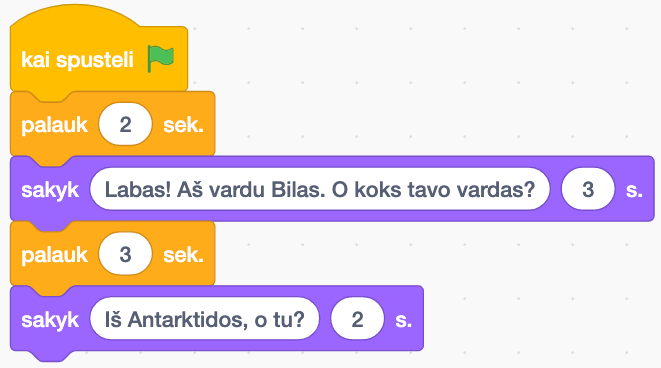 kai spusteli
palauk 2 sek.
sakyk Labas! Aš vardu Bilas. O koks tavo vardas? 3 s.
palauk 3 sek.
sakyk Iš Antarktidos, o tu? 2 s.